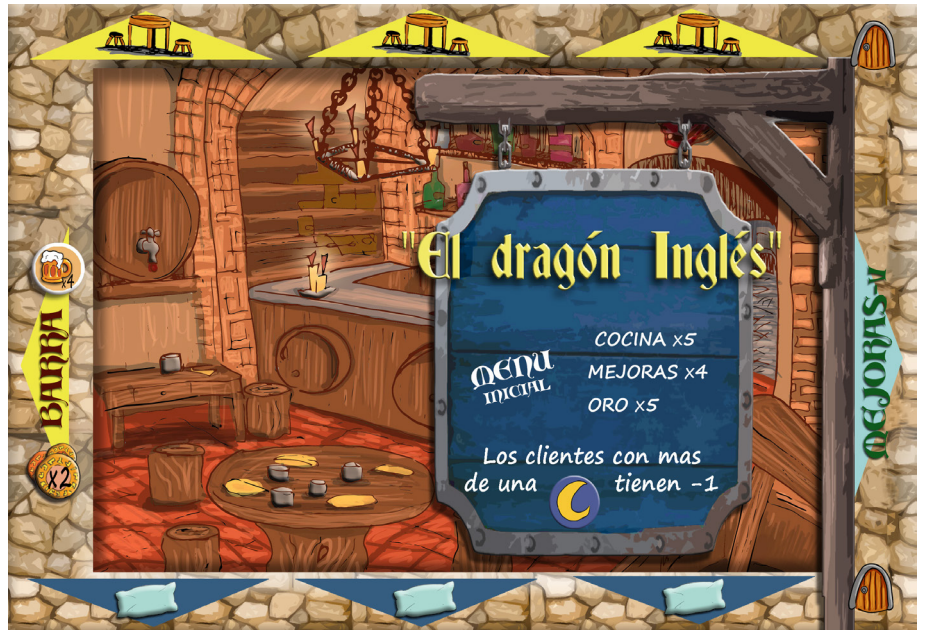 "El dragón Inglés"
MENU
INICIAL
COCINA x5
MEJORAS x4
ORO x5
Los clientes con mas
de una tienen -1
x4
BARRA
x2
MEJORAS-V